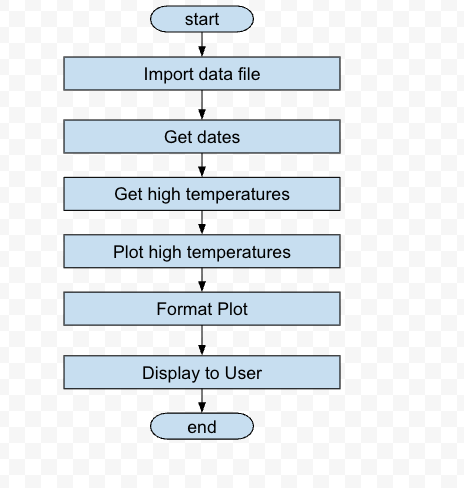 start
Import data file
Get dates
Get high temperatures
Plot high temperatures
Format Plot
Display to User
end